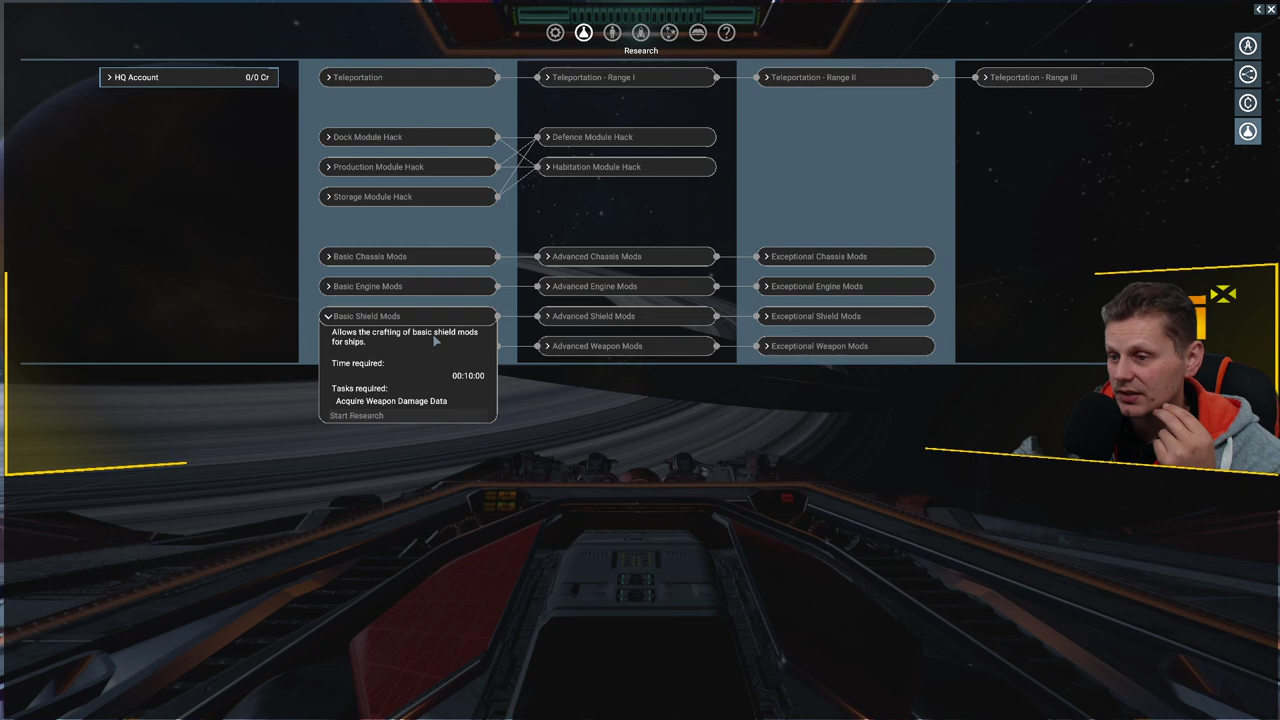 Research
HQ Account 0/0 Cr
Teleportation
Teleportation - Range I
Teleportation - Range II
Teleportation - Range III
Dock Module Hack
Defence Module Hack
Production Module Hack
Habitation Module Hack
Storage Module Hack
Basic Chassis Mods
Advanced Chassis Mods
Exceptional Chassis Mods
Basic Engine Mods
Advanced Engine Mods
Exceptional Engine Mods
Basic Shield Mods
Advanced Shield Mods
Exceptional Shield Mods
Allows the crafting of basic shield mods
for ships.
Advanced Weapon Mods
Exceptional Weapon Mods
Time required:
00:10:00
Tasks required:
Acquire Weapon Damage Data
Start Research